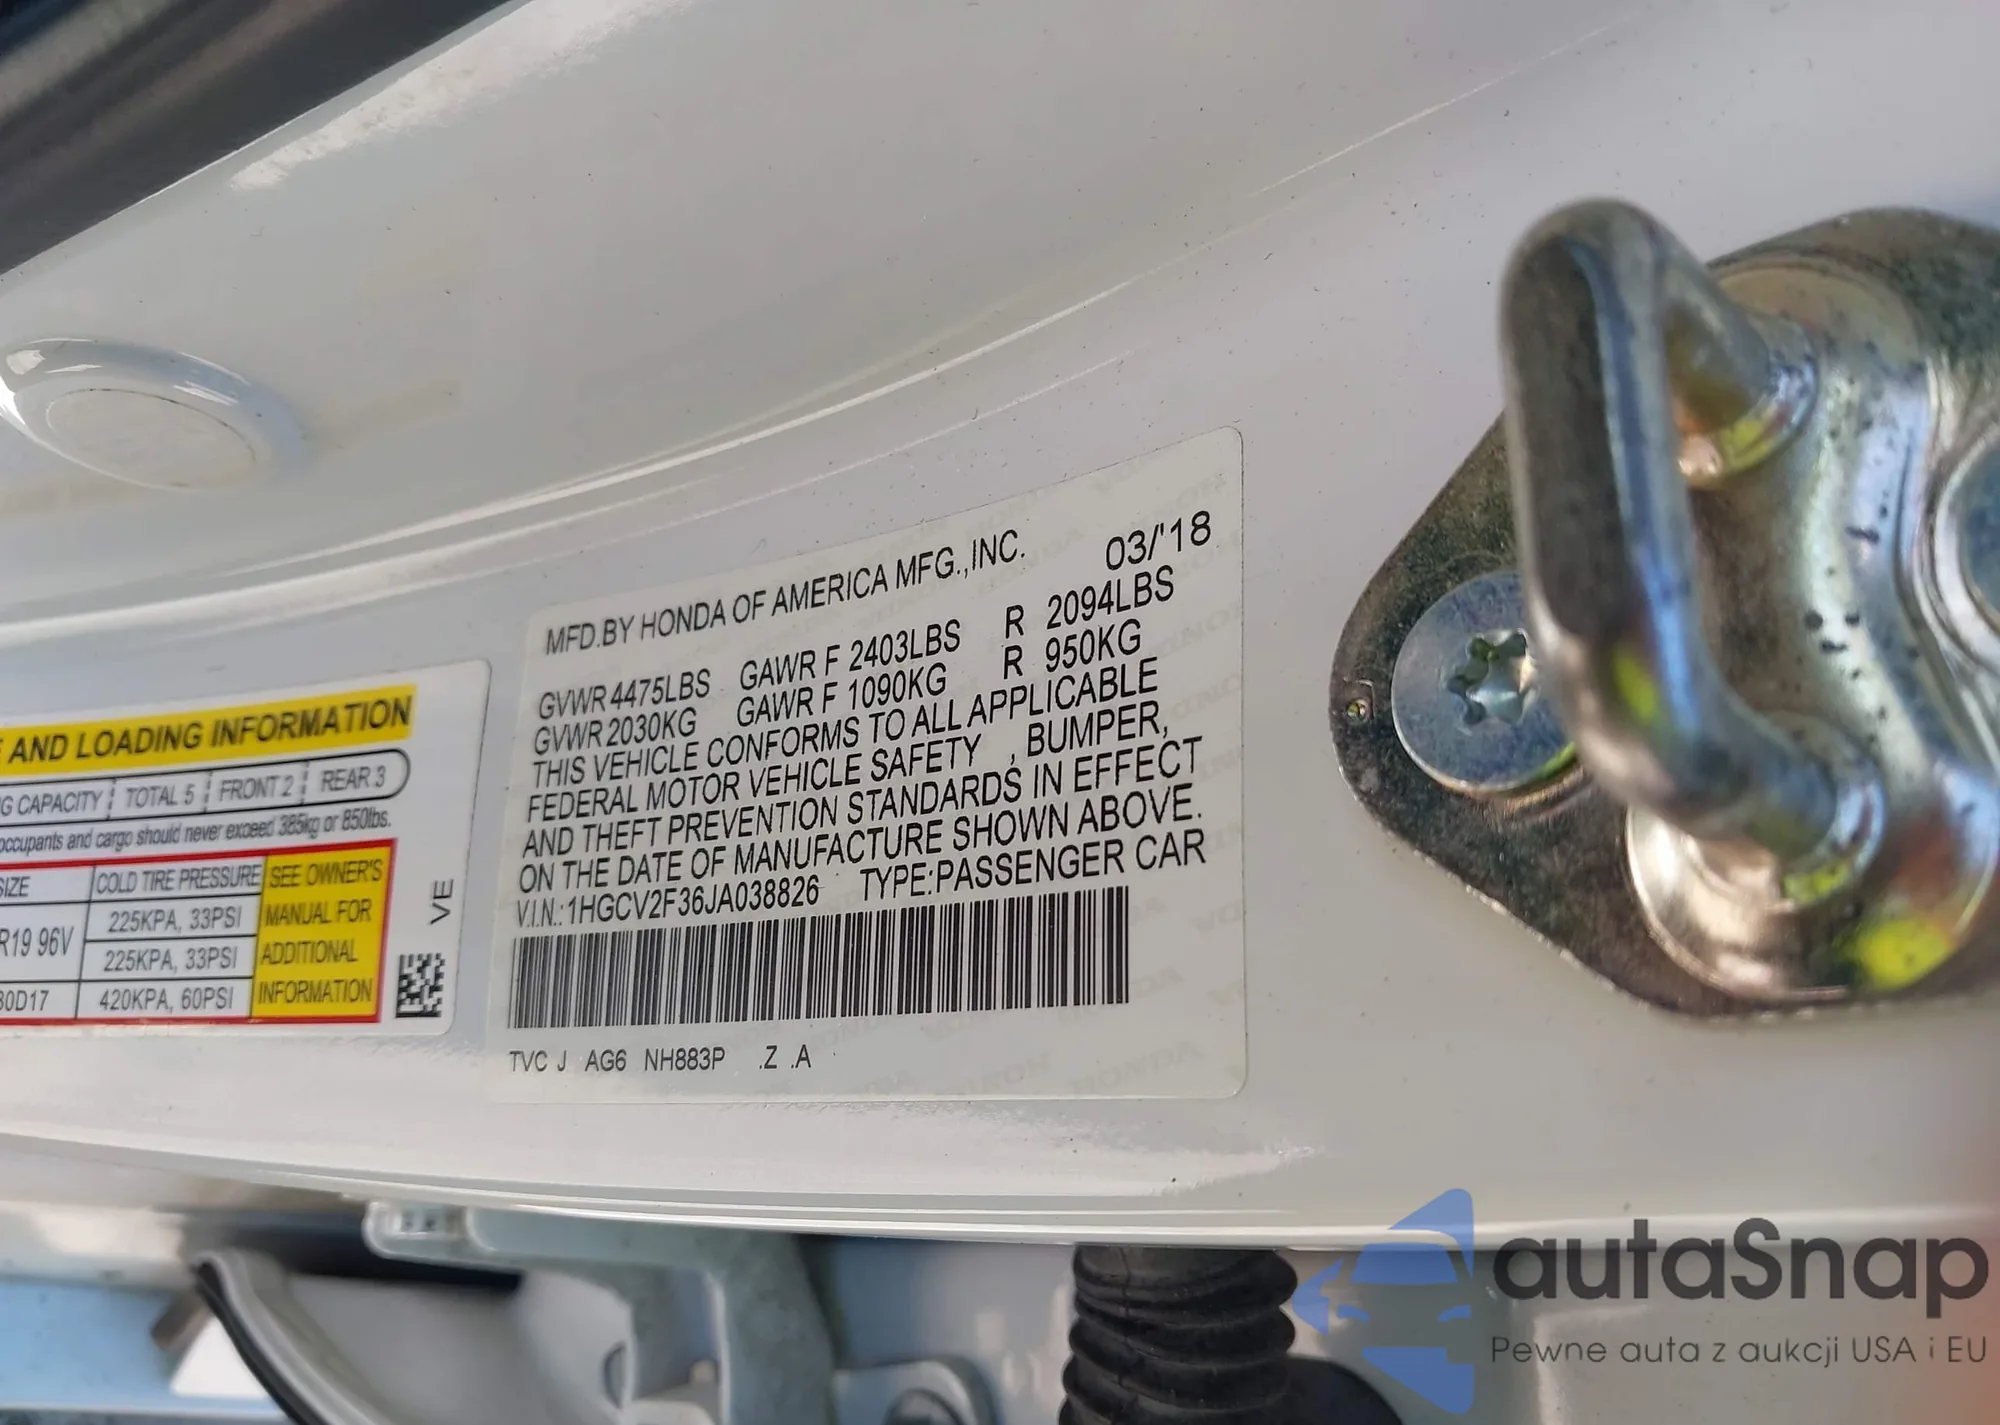 E AND LOADING INFORMATION
G CAPACITY TOTAL 5 FRONT 2 REAR 3
occupants and cargo should never exceed 385kg or 850lbs.
SIZE COLD TIRE PRESSURE SEE OWNER'S
MANUAL FOR
ADDITIONAL
INFORMATION
R19 96V 225KPA, 33PSI
225KPA, 33PSI
80D17 420KPA, 60PSI
VE
MFD.BY HONDA OF AMERICA MFG.,INC. 03/'18
GVWR 4475LBS GAWR F 2403LBS R 2094LBS
GVWR 2030KG GAWR F 1090KG R 950KG
THIS VEHICLE CONFORMS TO ALL APPLICABLE
FEDERAL MOTOR VEHICLE SAFETY , BUMPER,
AND THEFT PREVENTION STANDARDS IN EFFECT
ON THE DATE OF MANUFACTURE SHOWN ABOVE.
V.I.N.:1HGCV2F36JA038826 TYPE:PASSENGER CAR
TVC J AG6 NH883P .Z .A
autaSnap
Pewne auta z aukcji USA i EU